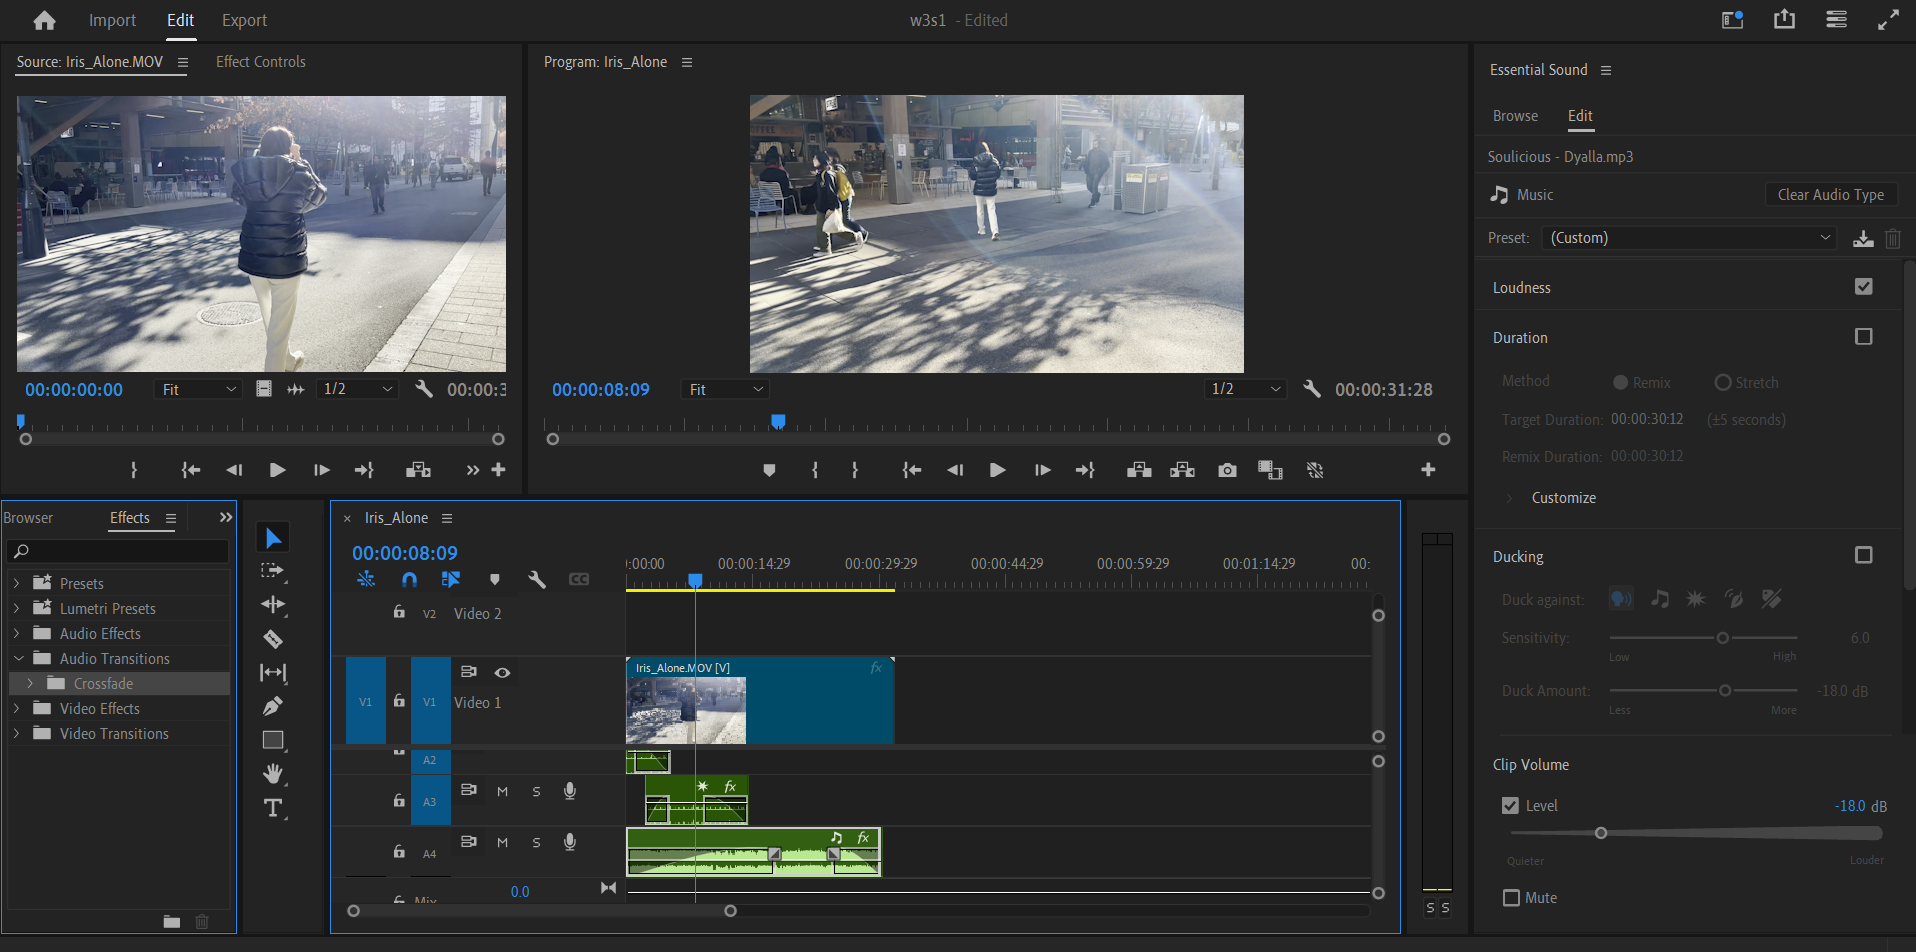 Import Edit Export
w3s1 - Edited
Source: Iris_Alone.MOV Effect Controls
00:00:00:00 Fit 1/2 00:00:3
Program: Iris_Alone
00:00:08:09 Fit 1/2 00:00:31:28
Essential Sound
Browse Edit
Soulicious - Dyalla.mp3
Music Clear Audio Type
Preset: (Custom)
Loudness
Duration
Method Remix Stretch
Target Duration: 00:00:30:12 (±5 seconds)
Remix Duration: 00:00:30:12
Customize
Ducking
Duck against:
Sensitivity: 6.0
Low High
Duck Amount: -18.0 dB
Less More
Clip Volume
Level -18.0 dB
Quieter Louder
Mute
Browser Effects
Presets
Lumetri Presets
Audio Effects
Audio Transitions
Crossfade
Video Effects
Video Transitions
T
× Iris_Alone
00:00:08:09
:00:00 00:00:14:29 00:00:29:29 00:00:44:29 00:00:59:29 00:01:14:29 00:
CC
V2 Video 2
Iris_Alone.MOV [V] fx
V1 V1 Video 1
A2
A3 M S fx
A4 M S fx
Mix 0.0
S S